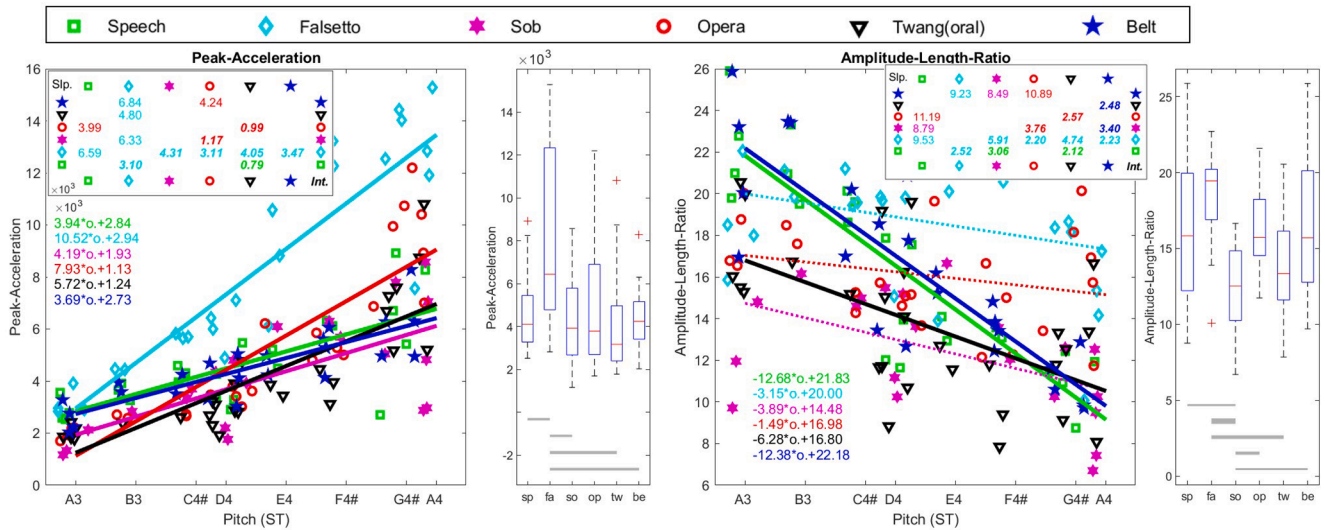 Speech Falsetto Sob Opera Twang(oral) Belt
Peak-Acceleration
16
14
12
10
8
6
4
2
0
Peak-Acceleration
×10³
Slp.
6.84 4.24
4.80
3.99 0.99
6.33 1.17
6.59 4.31 3.11 4.05 3.47
3.10 0.79
Int.
3.94*o.+2.84
10.52*o.+2.94
4.19*o.+1.93
7.93*o.+1.13
5.72*o.+1.24
3.69*o.+2.73
A3 B3 C4# D4 E4 F4# G4# A4
Pitch (ST)
×10³
14
12
10
8
6
4
2
0
-2
Peak-Acceleration
sp fa so op tw be
Amplitude-Length-Ratio
26
24
22
20
18
16
14
12
10
8
6
Amplitude-Length-Ratio
Slp.
9.23 8.49 10.89
2.48
11.19 2.57
8.79 3.76 3.40
9.53 5.91 2.20 4.74 2.23
2.52 3.06 2.12
Int.
-12.68*o.+21.83
-3.15*o.+20.00
-3.89*o.+14.48
-1.49*o.+16.98
-6.28*o.+16.80
-12.38*o.+22.18
A3 B3 C4# D4 E4 F4# G4# A4
Pitch (ST)
25
20
15
10
5
0
Amplitude-Length-Ratio
sp fa so op tw be